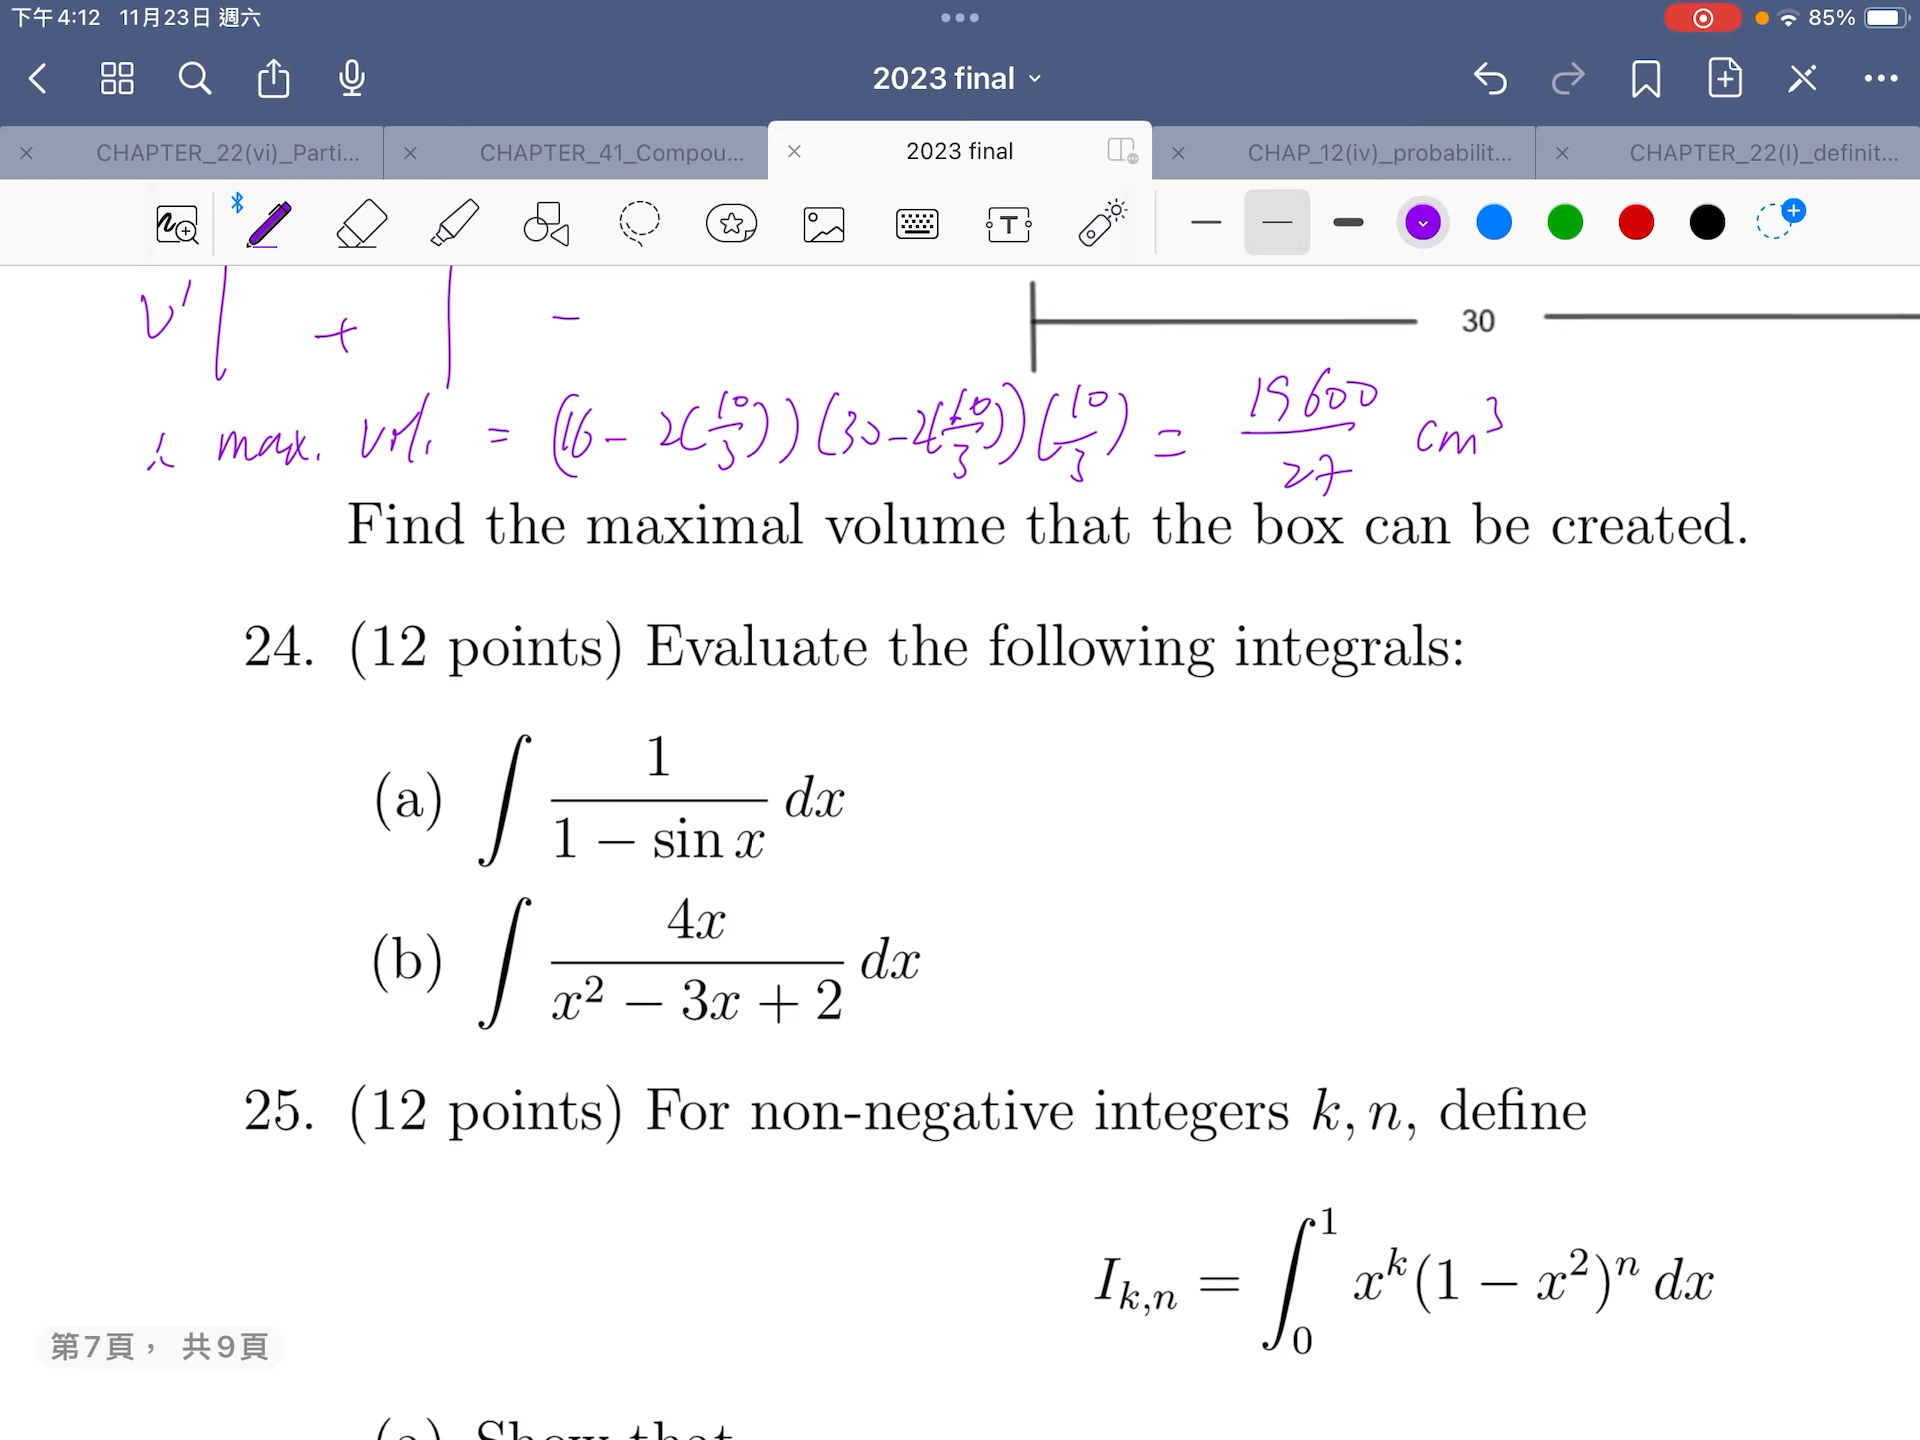 下午4:12 11月23日 週六
85%
2023 final
CHAPTER_22(vi)_Parti...
CHAPTER_41_Compou...
2023 final
CHAP_12(iv)_probabilit...
CHAPTER_22(I)_definit...
T
v' + −
30
∴ max. vol. = (16 − 2(10/3))(30 − 2(10/3))(10/3) = 19600/27 cm³
Find the maximal volume that the box can be created.
24. (12 points) Evaluate the following integrals:
(a) ∫ 1/(1 − sin x) dx
(b) ∫ 4x/(x² − 3x + 2) dx
25. (12 points) For non-negative integers k, n, define
I_{k,n} = ∫₀¹ x^k(1 − x²)^n dx
第7頁， 共9頁
(a) Show that